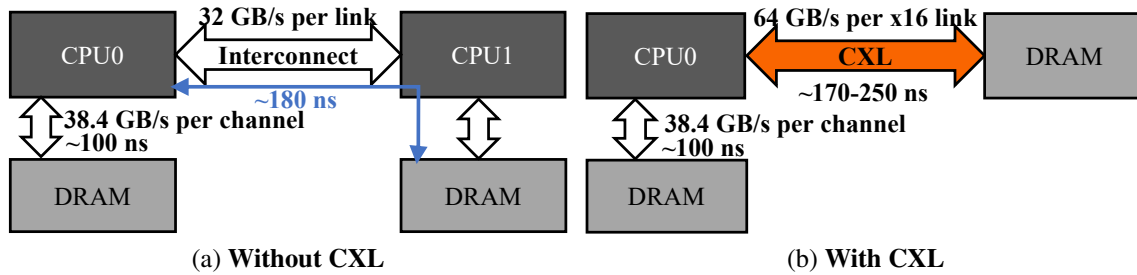 32 GB/s per link
CPU0
Interconnect
CPU1
~180 ns
38.4 GB/s per channel
~100 ns
DRAM
DRAM
(a) Without CXL
64 GB/s per x16 link
CPU0
CXL
DRAM
~170-250 ns
38.4 GB/s per channel
~100 ns
DRAM
(b) With CXL